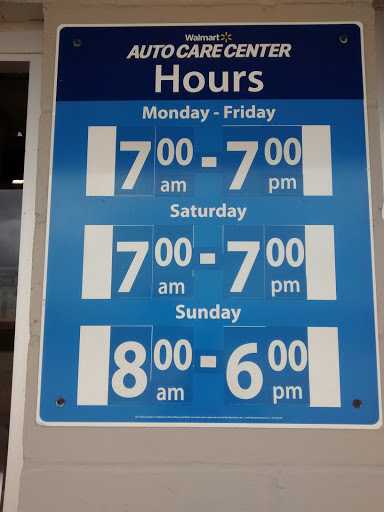 Walmart
AUTO CARE CENTER
Hours
Monday - Friday
7 00 am - 7 00 pm
Saturday
7 00 am - 7 00 pm
Sunday
8 00 am - 6 00 pm